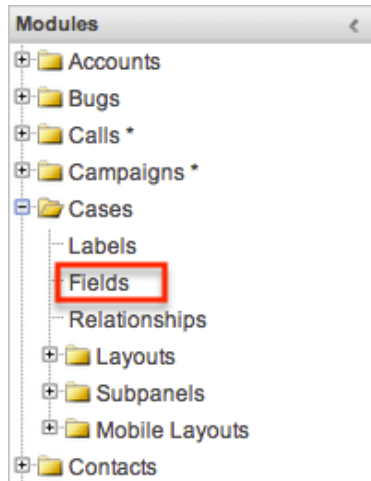 Modules
Accounts
Bugs
Calls *
Campaigns *
Cases
Labels
Fields
Relationships
Layouts
Subpanels
Mobile Layouts
Contacts